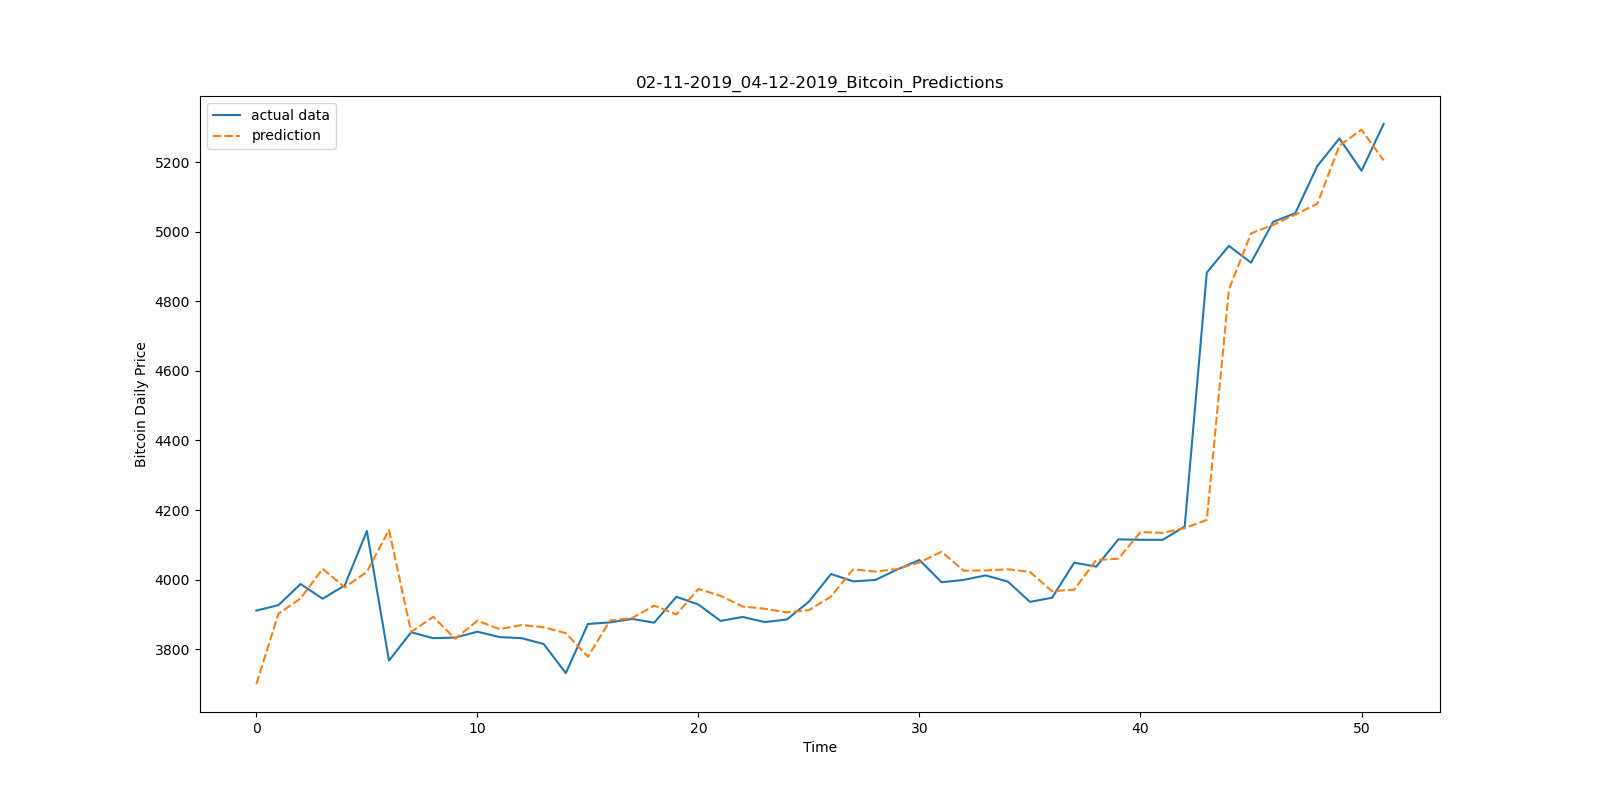 02-11-2019_04-12-2019_Bitcoin_Predictions
actual data
prediction
5200
5000
4800
4600
4400
4200
4000
3800
Bitcoin Daily Price
0 10 20 30 40 50
Time